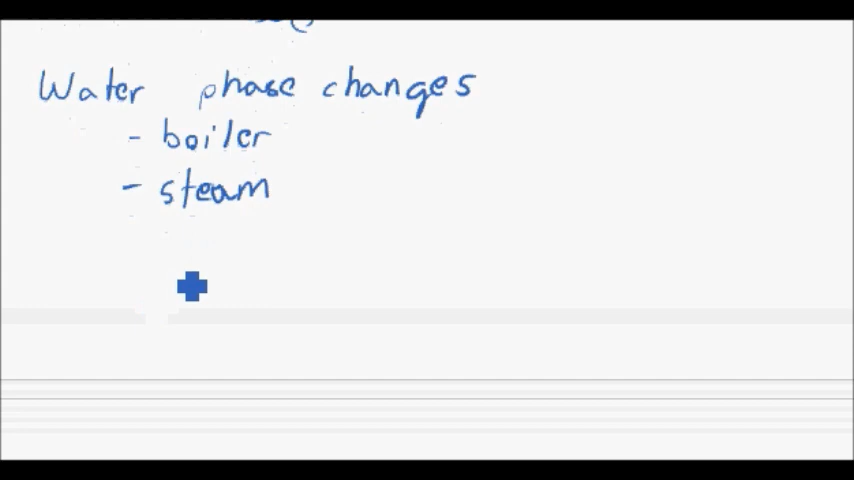 Water phase changes
- boiler
- steam